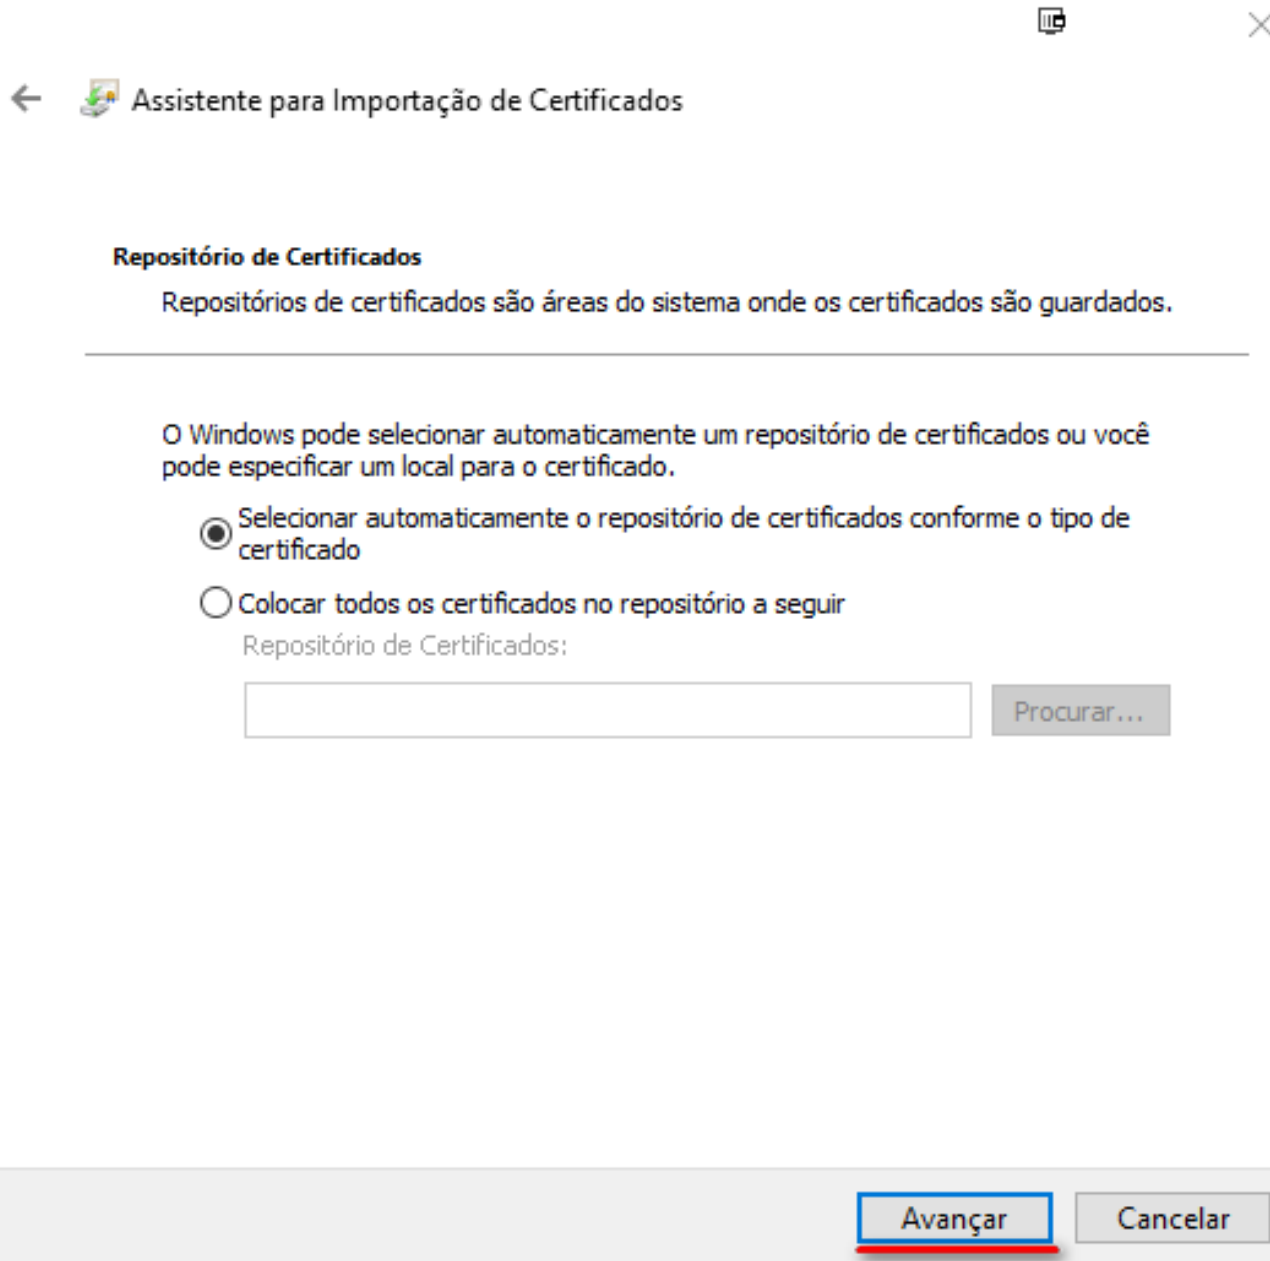 Assistente para Importação de Certificados
Repositório de Certificados
Repositórios de certificados são áreas do sistema onde os certificados são guardados.
O Windows pode selecionar automaticamente um repositório de certificados ou você
pode especificar um local para o certificado.
Selecionar automaticamente o repositório de certificados conforme o tipo de
certificado
Colocar todos os certificados no repositório a seguir
Repositório de Certificados:
Procurar...
Avançar
Cancelar